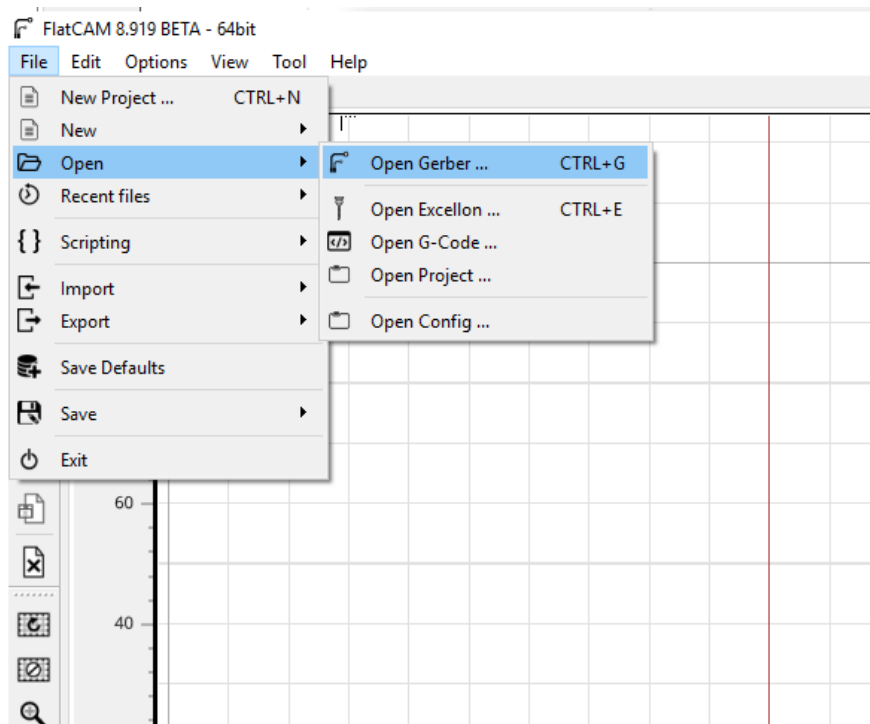 FlatCAM 8.919 BETA - 64bit
File Edit Options View Tool Help
New Project ... CTRL+N
New
Open
Recent files
Scripting
Import
Export
Save Defaults
Save
Exit
Open Gerber ... CTRL+G
Open Excellon ... CTRL+E
Open G-Code ...
Open Project ...
Open Config ...
60
40